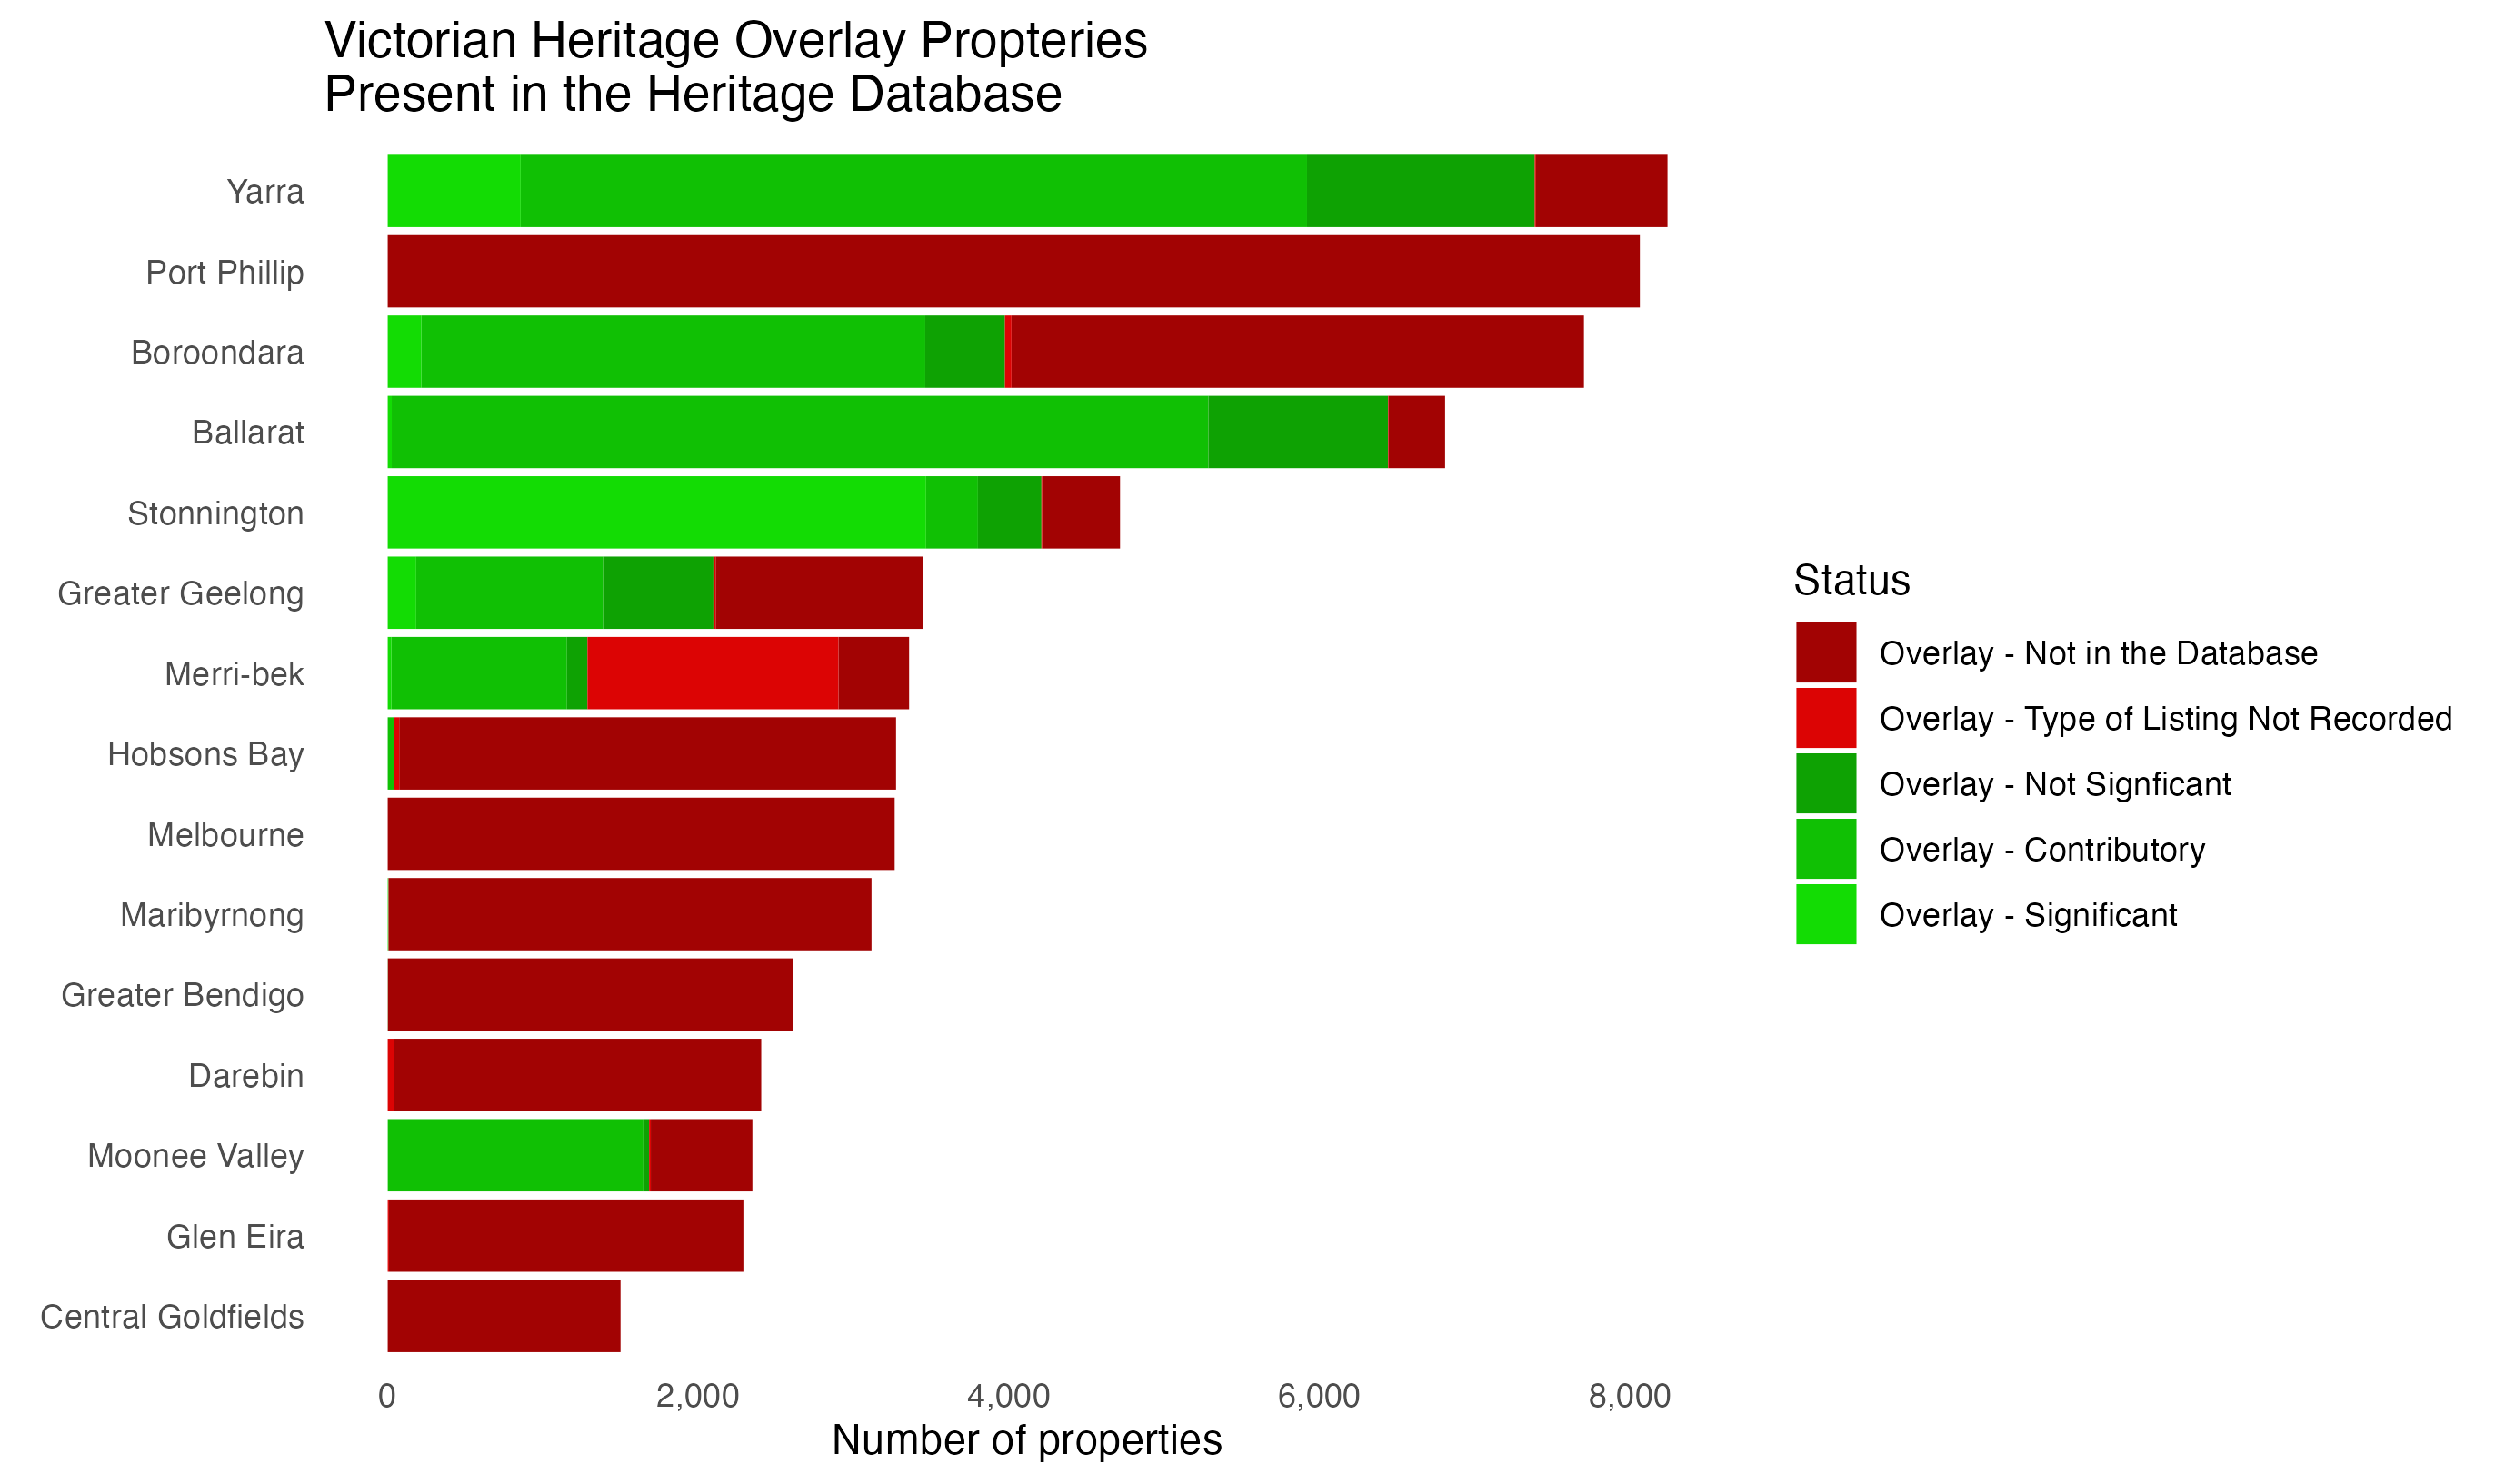 Victorian Heritage Overlay Propteries
Present in the Heritage Database
Yarra
Port Phillip
Boroondara
Ballarat
Stonnington
Greater Geelong
Merri-bek
Hobsons Bay
Melbourne
Maribyrnong
Greater Bendigo
Darebin
Moonee Valley
Glen Eira
Central Goldfields
0 2,000 4,000 6,000 8,000
Number of properties
Status
Overlay - Not in the Database
Overlay - Type of Listing Not Recorded
Overlay - Not Signficant
Overlay - Contributory
Overlay - Significant